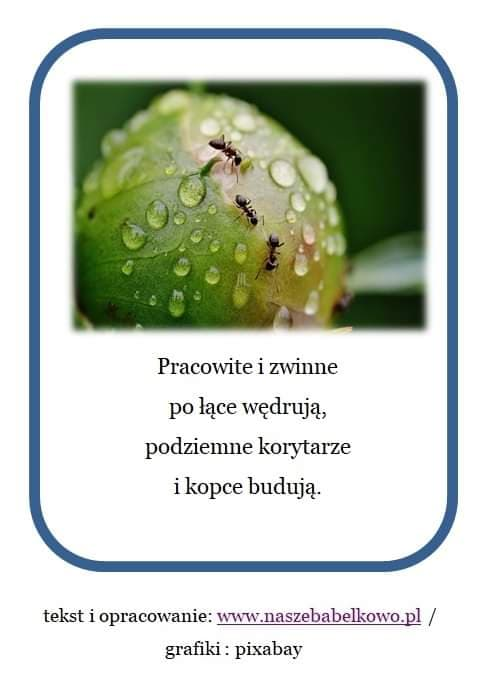 Pracowite i zwinne
po łące wędrują,
podziemne korytarze
i kopce budują.
tekst i opracowanie: www.naszebabelkowo.pl /
grafiki : pixabay